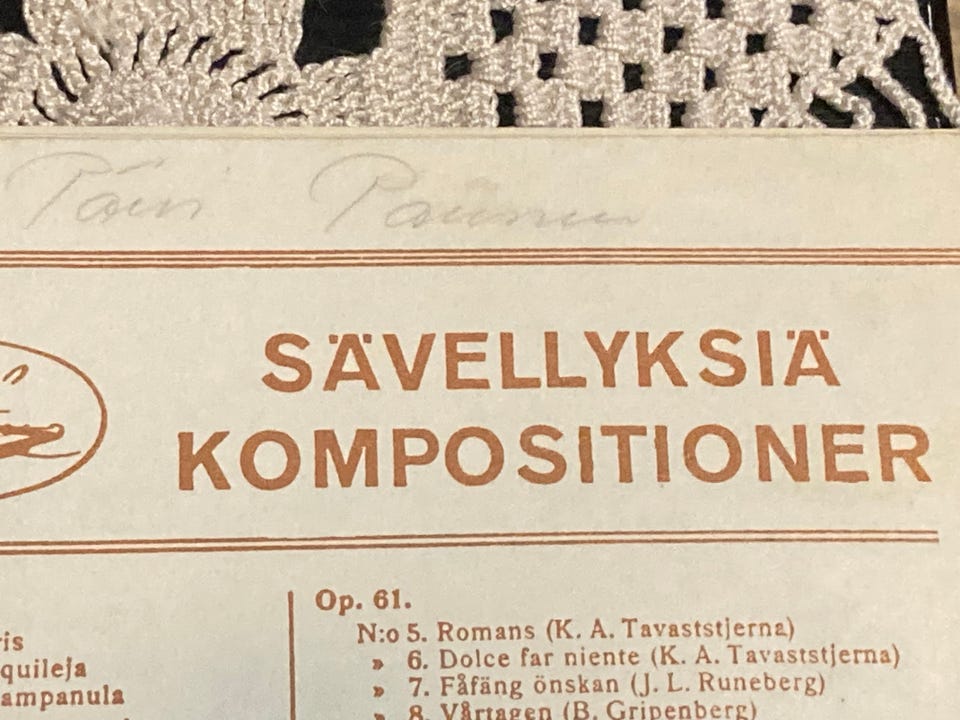 Päivi
SÄVELLYKSIÄ
KOMPOSITIONER
Op. 61.
N:o 5. Romans (K. A. Tavaststjerna)
» 6. Dolce far niente (K. A. Tavaststjerna)
» 7. Fåfäng önskan (J. L. Runeberg)
» 8. Vårtagen (B. Gripenberg)
ris
quileja
ampanula